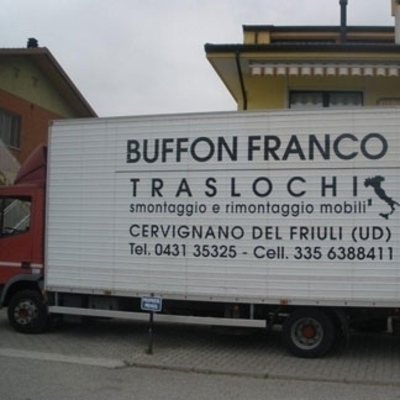 BUFFON FRANCO
TRASLOCHI
smontaggio e rimontaggio mobili
CERVIGNANO DEL FRIULI (UD)
Tel. 0431 35325 - Cell. 335 6388411